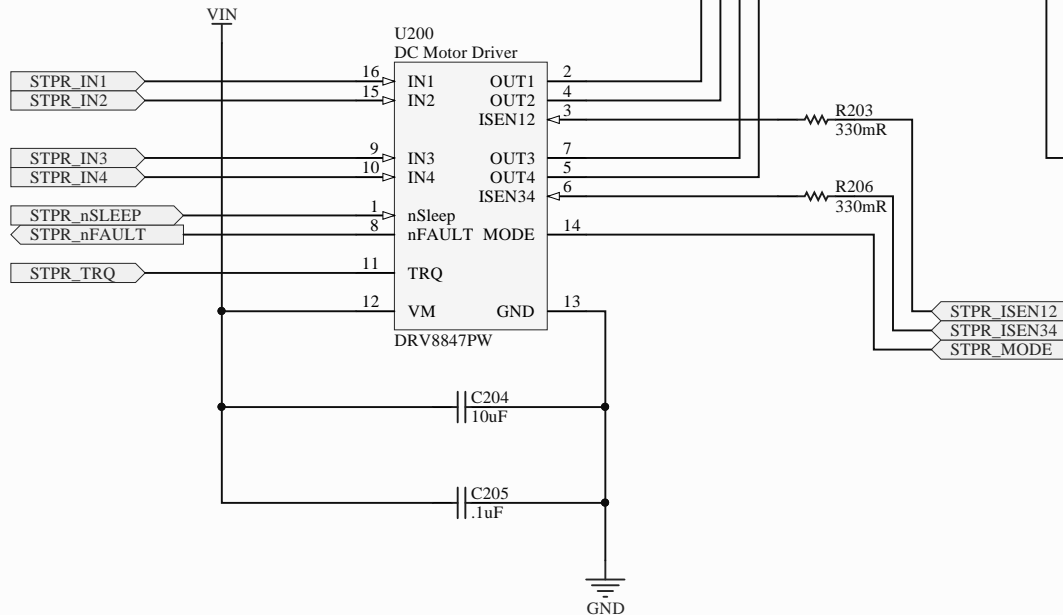 VIN
U200
DC Motor Driver
STPR_IN1 16 IN1 OUT1 2
STPR_IN2 15 IN2 OUT2 4
ISEN12 3 R203
330mR
STPR_IN3 9 IN3 OUT3 7
STPR_IN4 10 IN4 OUT4 5
ISEN34 6 R206
330mR
STPR_nSLEEP 1 nSleep
STPR_nFAULT 8 nFAULT MODE 14
STPR_TRQ 11 TRQ
12 VM GND 13
STPR_ISEN12
STPR_ISEN34
STPR_MODE
DRV8847PW
C204
10uF
C205
.1uF
GND